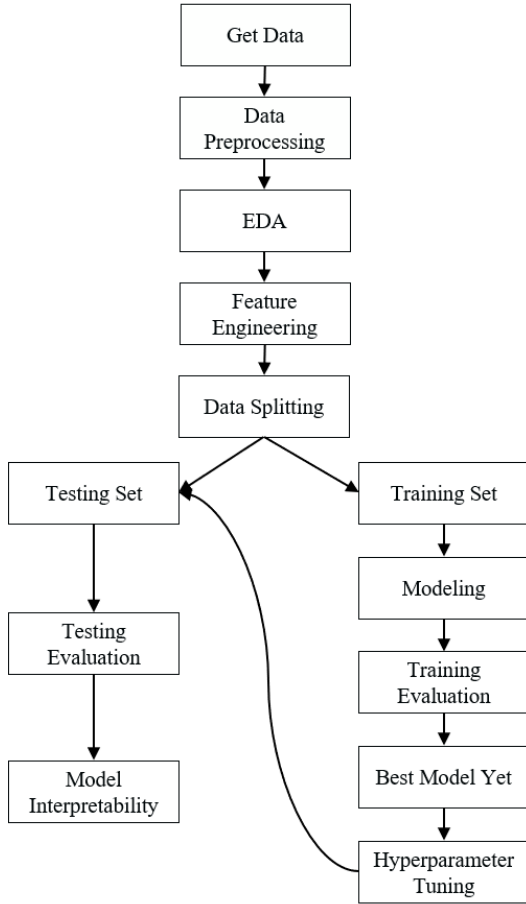 Get Data
Data
Preprocessing
EDA
Feature
Engineering
Data Splitting
Testing Set
Testing
Evaluation
Model
Interpretability
Training Set
Modeling
Training
Evaluation
Best Model Yet
Hyperparameter
Tuning